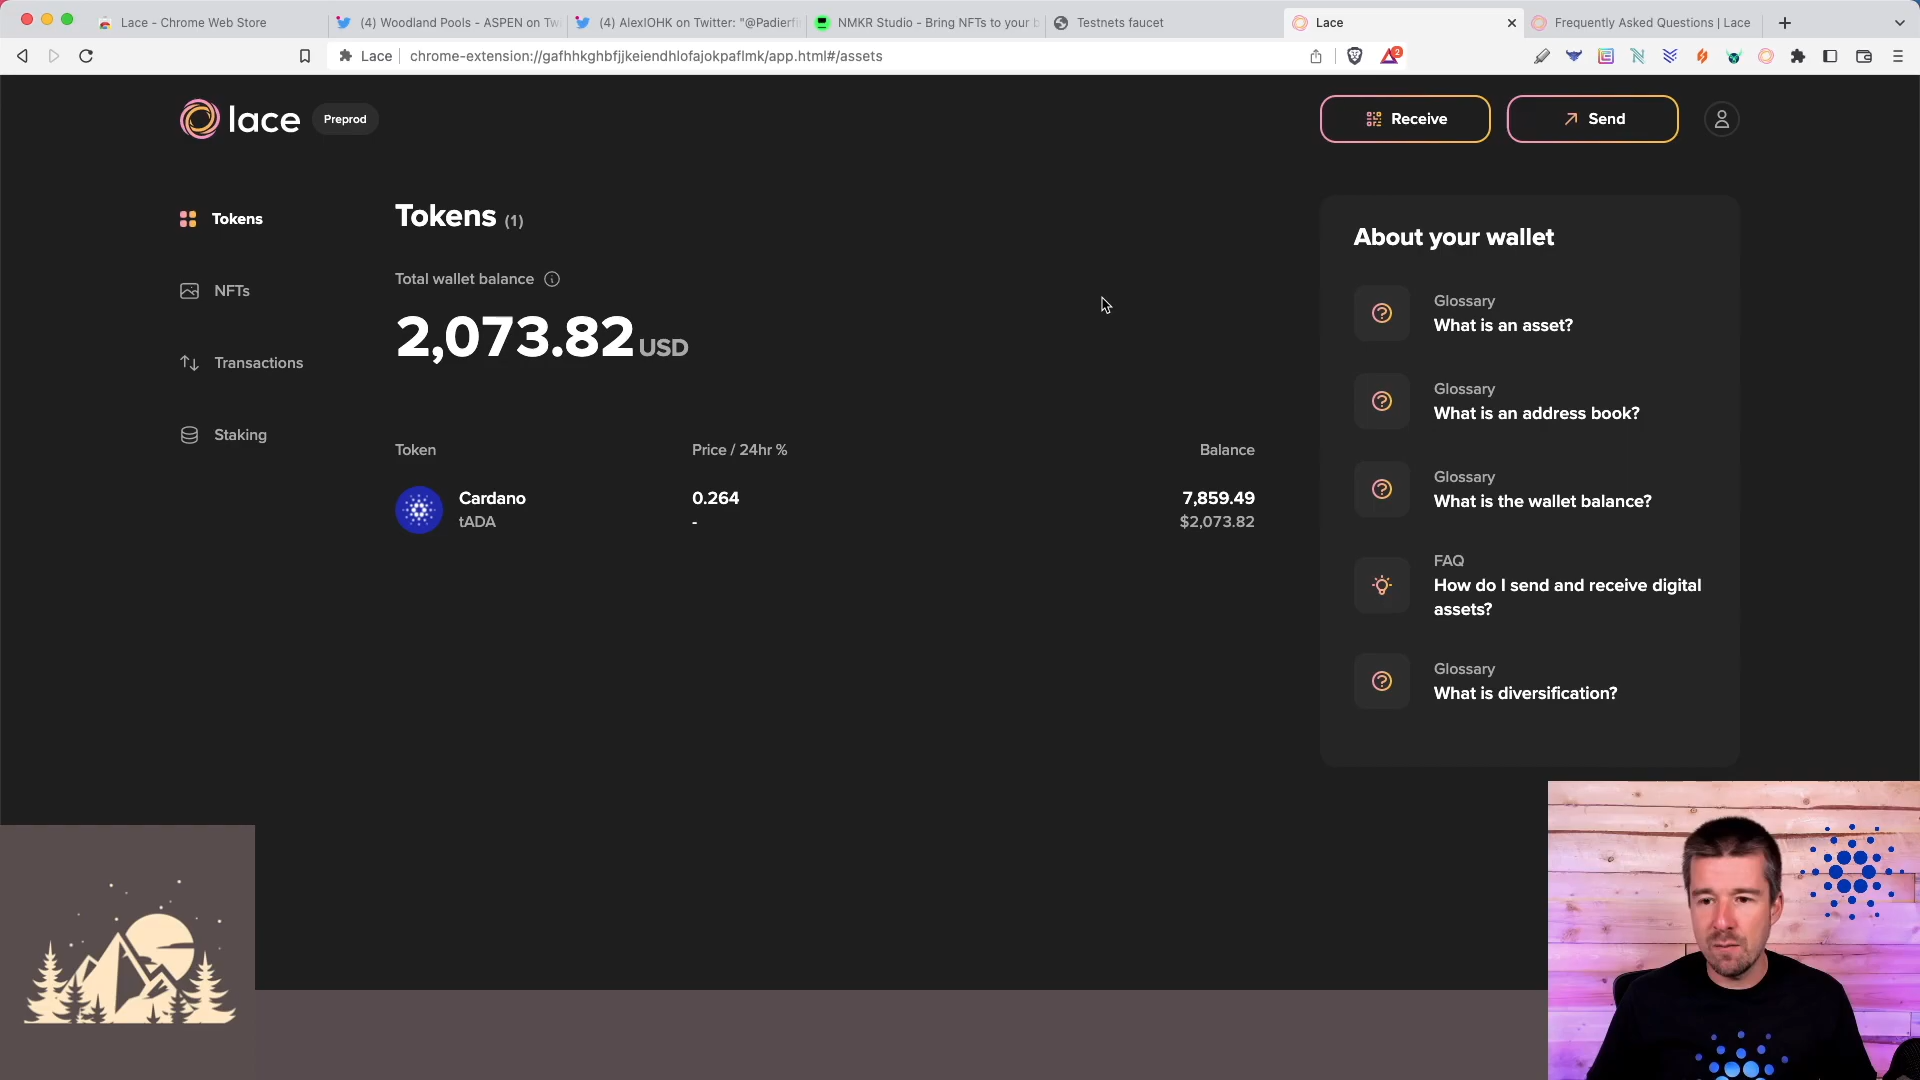 Lace - Chrome Web Store
(4) Woodland Pools - ASPEN on Tw
(4) AlexIOHK on Twitter: "@Padierfi
NMKR Studio - Bring NFTs to your b
Testnets faucet
Lace
Frequently Asked Questions | Lace
Lace
chrome-extension://gafhhkghbfjjkeiendhlofajokpaflmk/app.html#/assets
2
lace
Preprod
Receive
Send
Tokens
NFTs
Transactions
Staking
Tokens (1)
Total wallet balance
2,073.82 USD
Token
Price / 24hr %
Balance
Cardano
0.264
7,859.49
tADA
-
$2,073.82
About your wallet
Glossary
What is an asset?
Glossary
What is an address book?
Glossary
What is the wallet balance?
FAQ
How do I send and receive digital
assets?
Glossary
What is diversification?